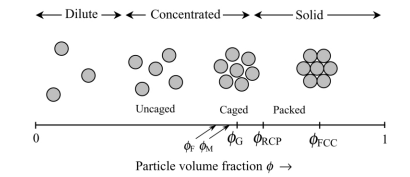 Dilute Concentrated Solid
Uncaged Caged Packed
0 ϕF ϕM ϕG ϕRCP ϕFCC 1
Particle volume fraction ϕ →